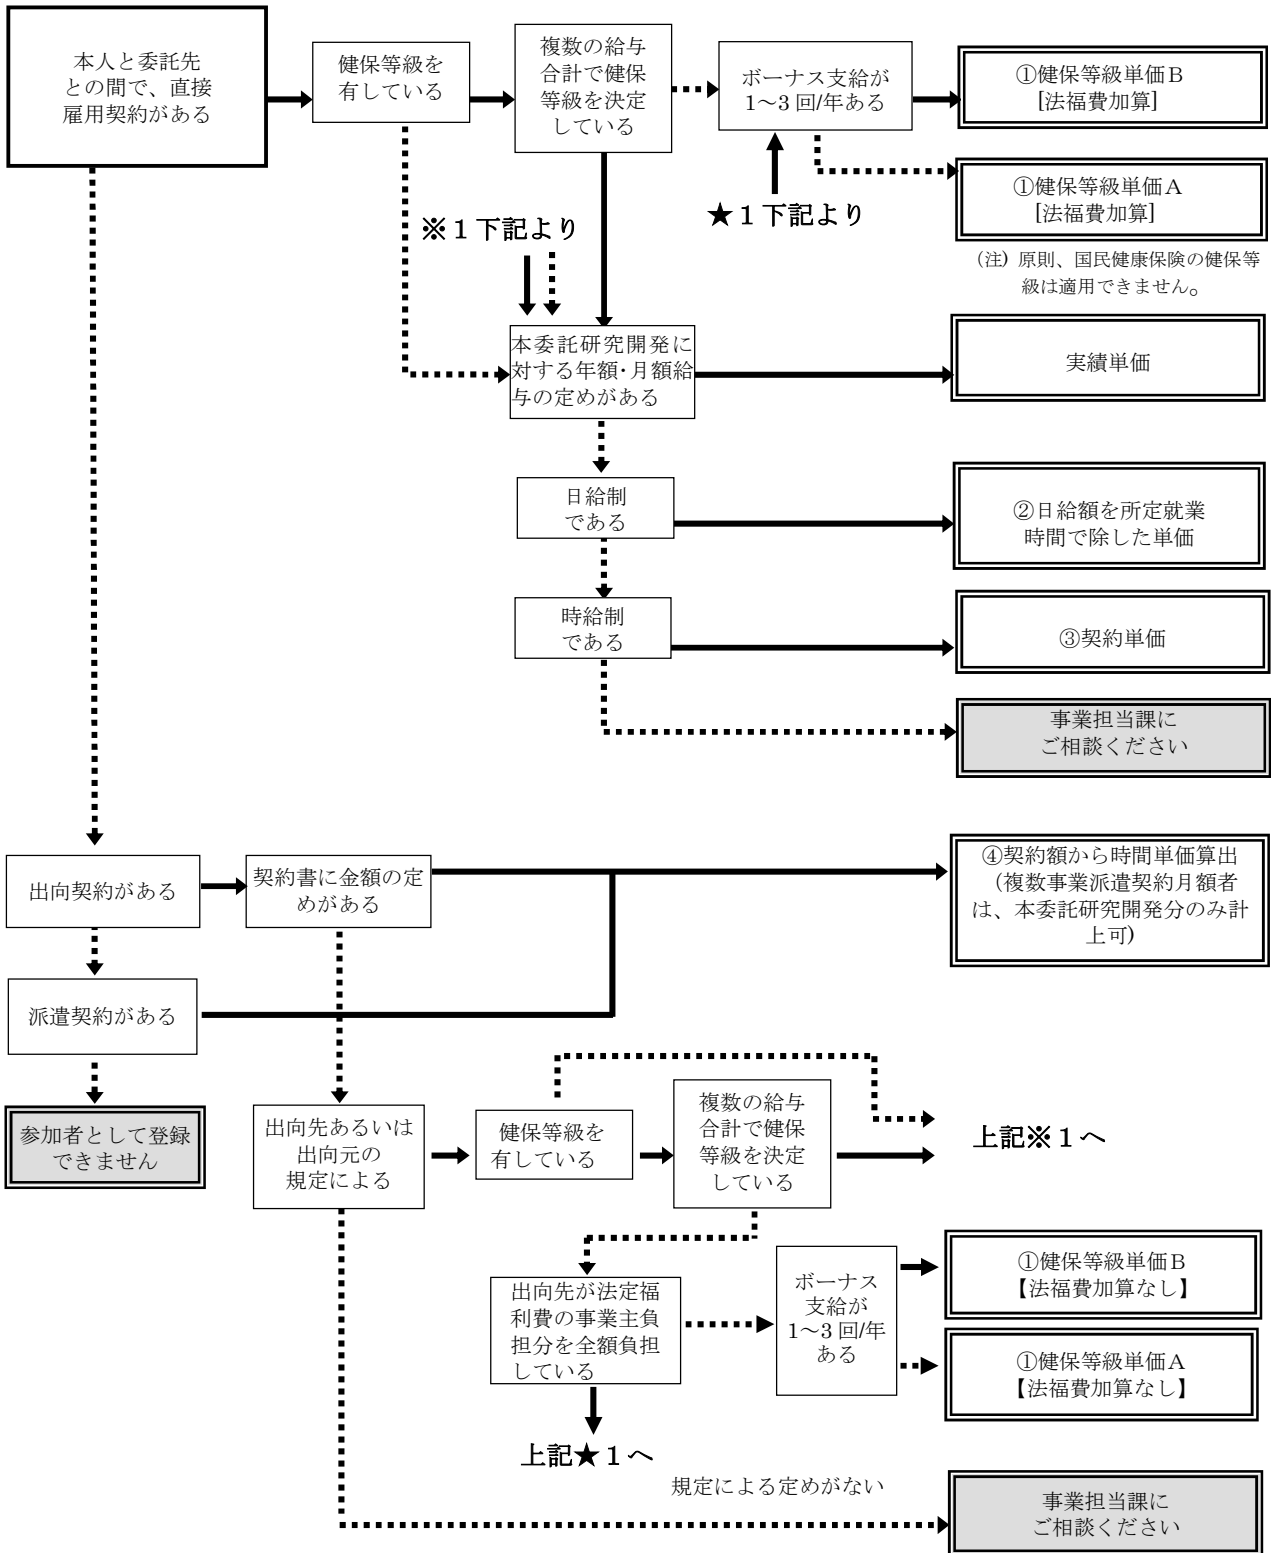 本人と委託先
との間で、直接
雇用契約がある
健保等級を
有している
複数の給与
合計で健保
等級を決定
している
ボーナス支給が
1～3 回/年ある
①健保等級単価Ｂ
[法福費加算]
①健保等級単価Ａ
[法福費加算]
（注) 原則、国民健康保険の健保等
級は適用できません。
★１下記より
※１下記より
本委託研究開発に
対する年額･月額給
与の定めがある
実績単価
日給制
である
②日給額を所定就業
時間で除した単価
時給制
である
③契約単価
事業担当課に
ご相談ください
出向契約がある
契約書に金額の定
めがある
④契約額から時間単価算出
（複数事業派遣契約月額者
は、本委託研究開発分のみ計
上可)
派遣契約がある
参加者として登録
できません
出向先あるいは
出向元の
規定による
健保等級を
有している
複数の給与
合計で健保
等級を決定
している
上記※１へ
出向先が法定福
利費の事業主負
担分を全額負担
している
ボーナス
支給が
1～3 回/年
ある
①健保等級単価Ｂ
【法福費加算なし】
①健保等級単価Ａ
【法福費加算なし】
上記★１へ
規定による定めがない
事業担当課に
ご相談ください